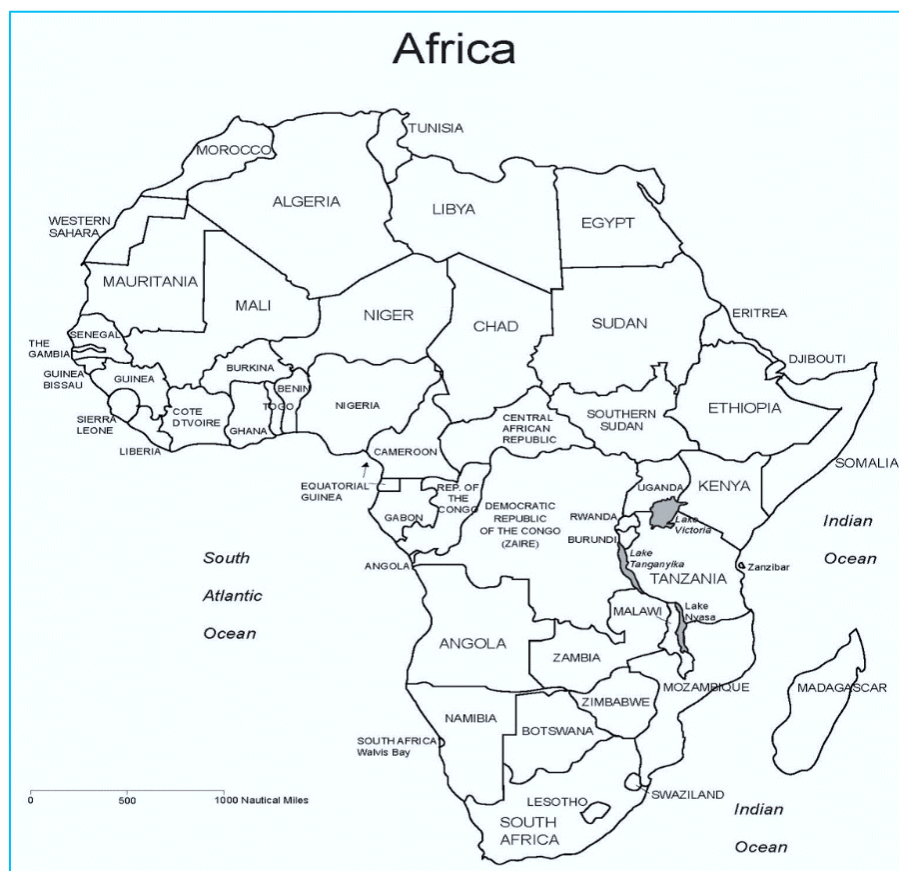 Africa
TUNISIA
MOROCCO
ALGERIA
LIBYA
EGYPT
WESTERN
SAHARA
MAURITANIA
MALI
NIGER
CHAD
SUDAN
ERITREA
SENEGAL
THE
GAMBIA
GUINEA
BISSAU
GUINEA
BURKINA
BENIN
TOGO
NIGERIA
DJIBOUTI
ETHIOPIA
SIERRA
LEONE
COTE
DTVOIRE
GHANA
LIBERIA
CENTRAL
AFRICAN
REPUBLIC
SOUTHERN
SUDAN
CAMEROON
SOMALIA
EQUATORIAL
GUINEA
REP. OF
THE
CONGO
GABON
DEMOCRATIC
REPUBLIC
OF THE CONGO
(ZAIRE)
UGANDA
KENYA
RWANDA
BURUNDI
Lake
Victoria
Indian
Ocean
South
Atlantic
Ocean
ANGOLA
Lake
Tanganyika
TANZANIA
Zanzibar
MALAWI
Lake
Nyasa
ANGOLA
ZAMBIA
MOZAMBIQUE
MADAGASCAR
NAMIBIA
ZIMBABWE
BOTSWANA
SOUTH AFRICA
Walvis Bay
0 500 1000 Nautical Miles
LESOTHO
SWAZILAND
SOUTH
AFRICA
Indian
Ocean